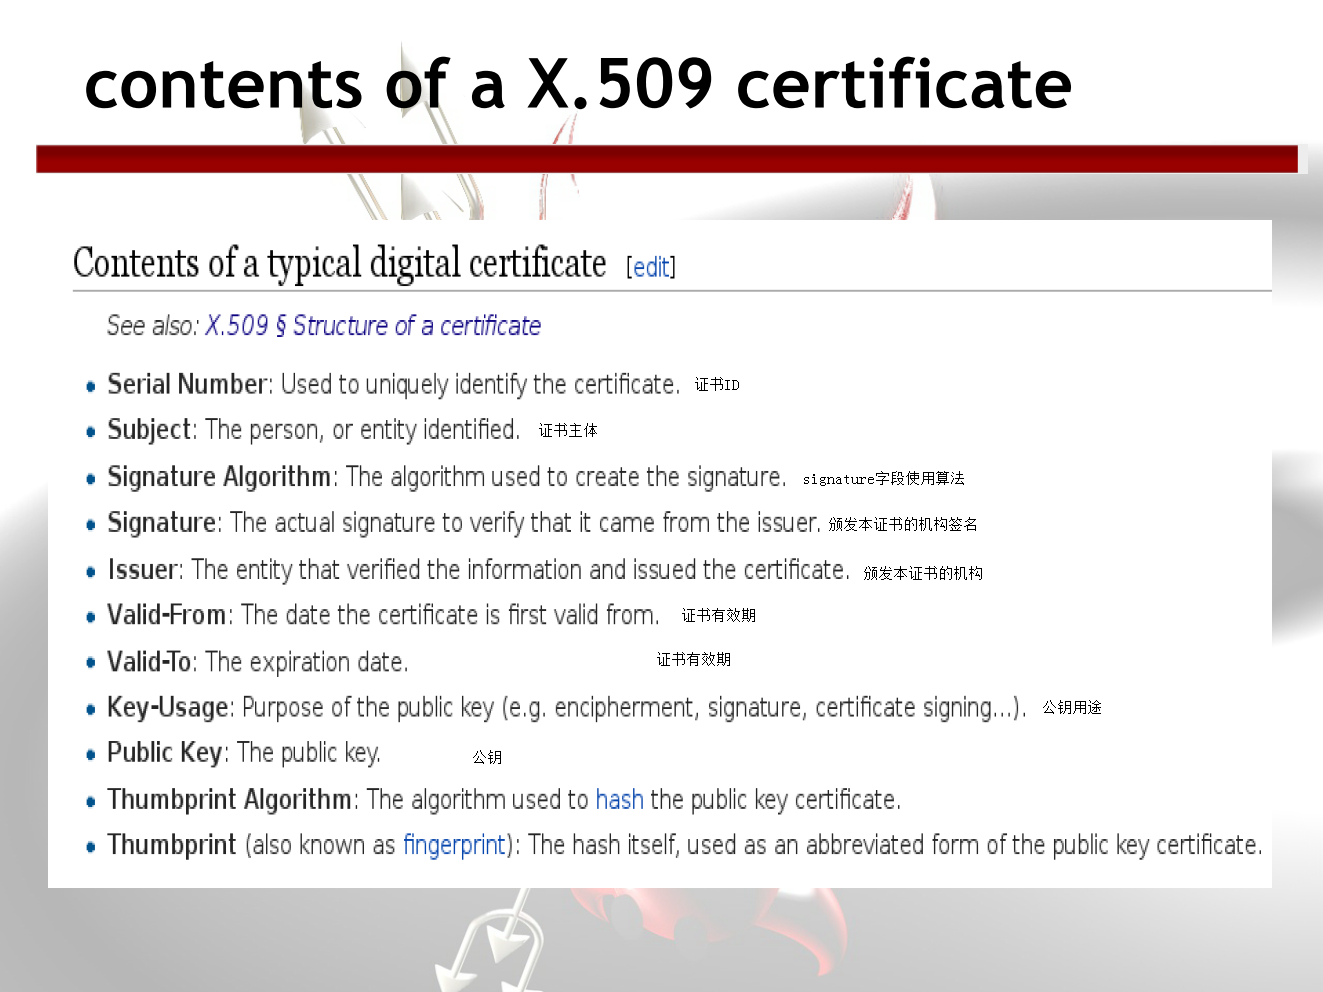 contents of a X.509 certificate
Contents of a typical digital certificate [edit]
See also: X.509 § Structure of a certificate
• Serial Number: Used to uniquely identify the certificate. 证书ID
• Subject: The person, or entity identified. 证书主体
• Signature Algorithm: The algorithm used to create the signature. signature字段使用算法
• Signature: The actual signature to verify that it came from the issuer. 颁发本证书的机构签名
• Issuer: The entity that verified the information and issued the certificate. 颁发本证书的机构
• Valid-From: The date the certificate is first valid from. 证书有效期
• Valid-To: The expiration date. 证书有效期
• Key-Usage: Purpose of the public key (e.g. encipherment, signature, certificate signing...). 公钥用途
• Public Key: The public key. 公钥
• Thumbprint Algorithm: The algorithm used to hash the public key certificate.
• Thumbprint (also known as fingerprint): The hash itself, used as an abbreviated form of the public key certificate.